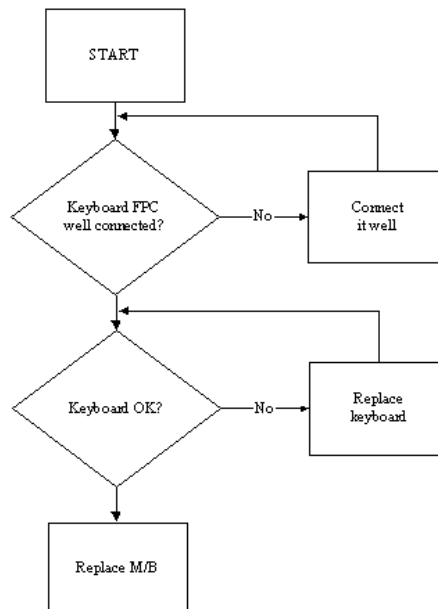 START
Keyboard FPC
well connected?
No
Connect
it well
Keyboard OK?
No
Replace
keyboard
Replace M/B